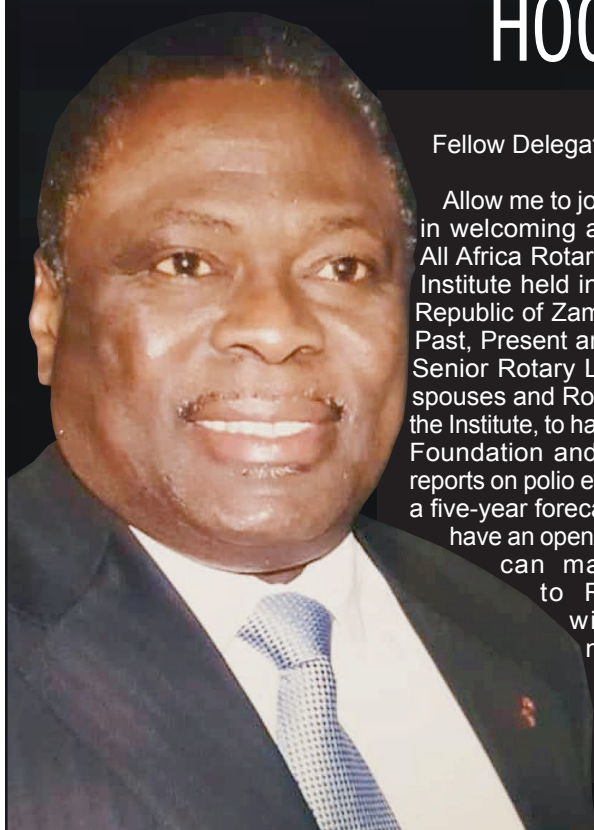 HOO
Fellow Delegat
Allow me to jo
in welcoming a
All Africa Rotar
Institute held in
Republic of Zam
Past, Present ar
Senior Rotary L
spouses and Ro
the Institute, to ha
Foundation and
reports on polio e
a five-year foreca
have an open
can ma
to R
wi
n